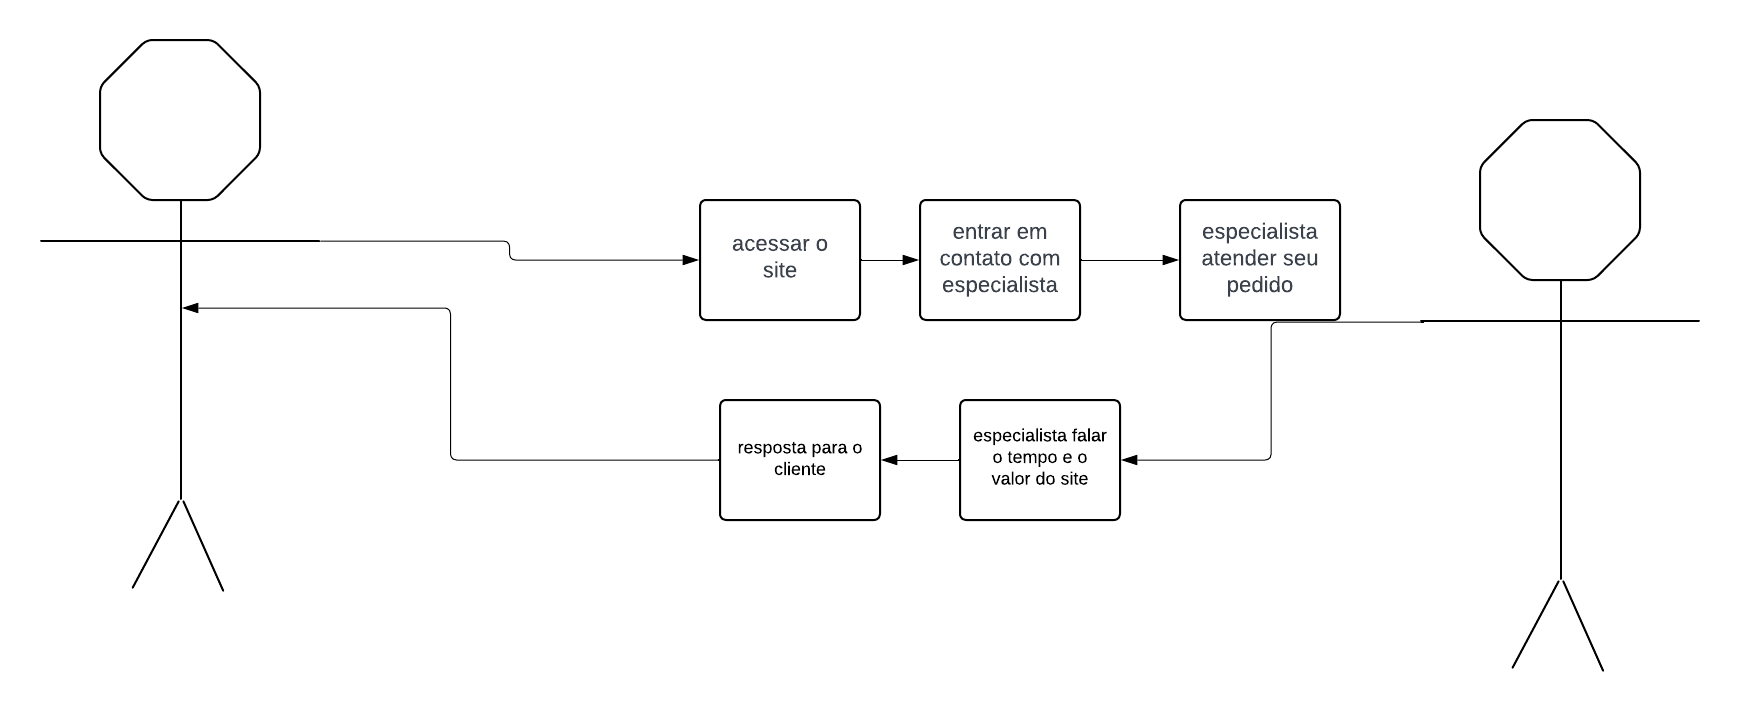 acessar o
site
entrar em
contato com
especialista
especialista
atender seu
pedido
resposta para o
cliente
especialista falar
o tempo e o
valor do site